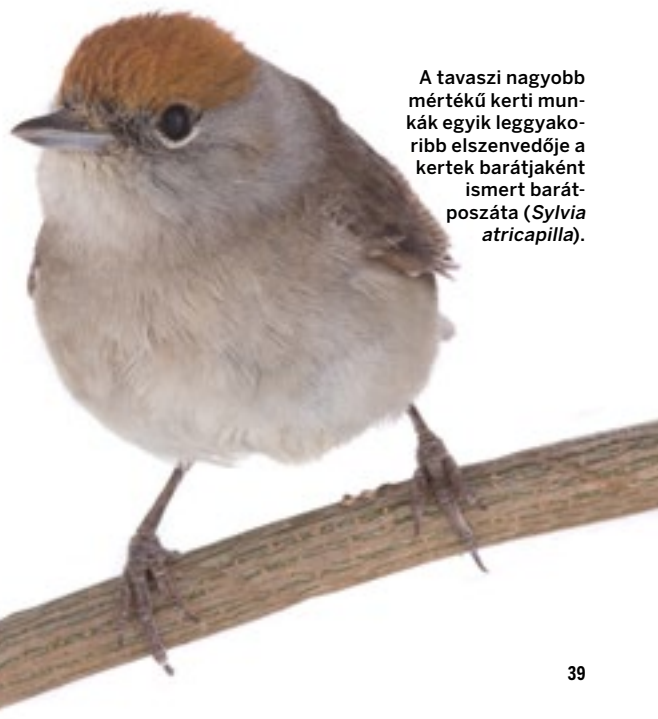 A tavaszi nagyobb
mértékű kerti mun-
kák egyik leggyako-
ribb elszenvedője a
kertek barátjaként
ismert barát-
poszáta (Sylvia
atricapilla).
39